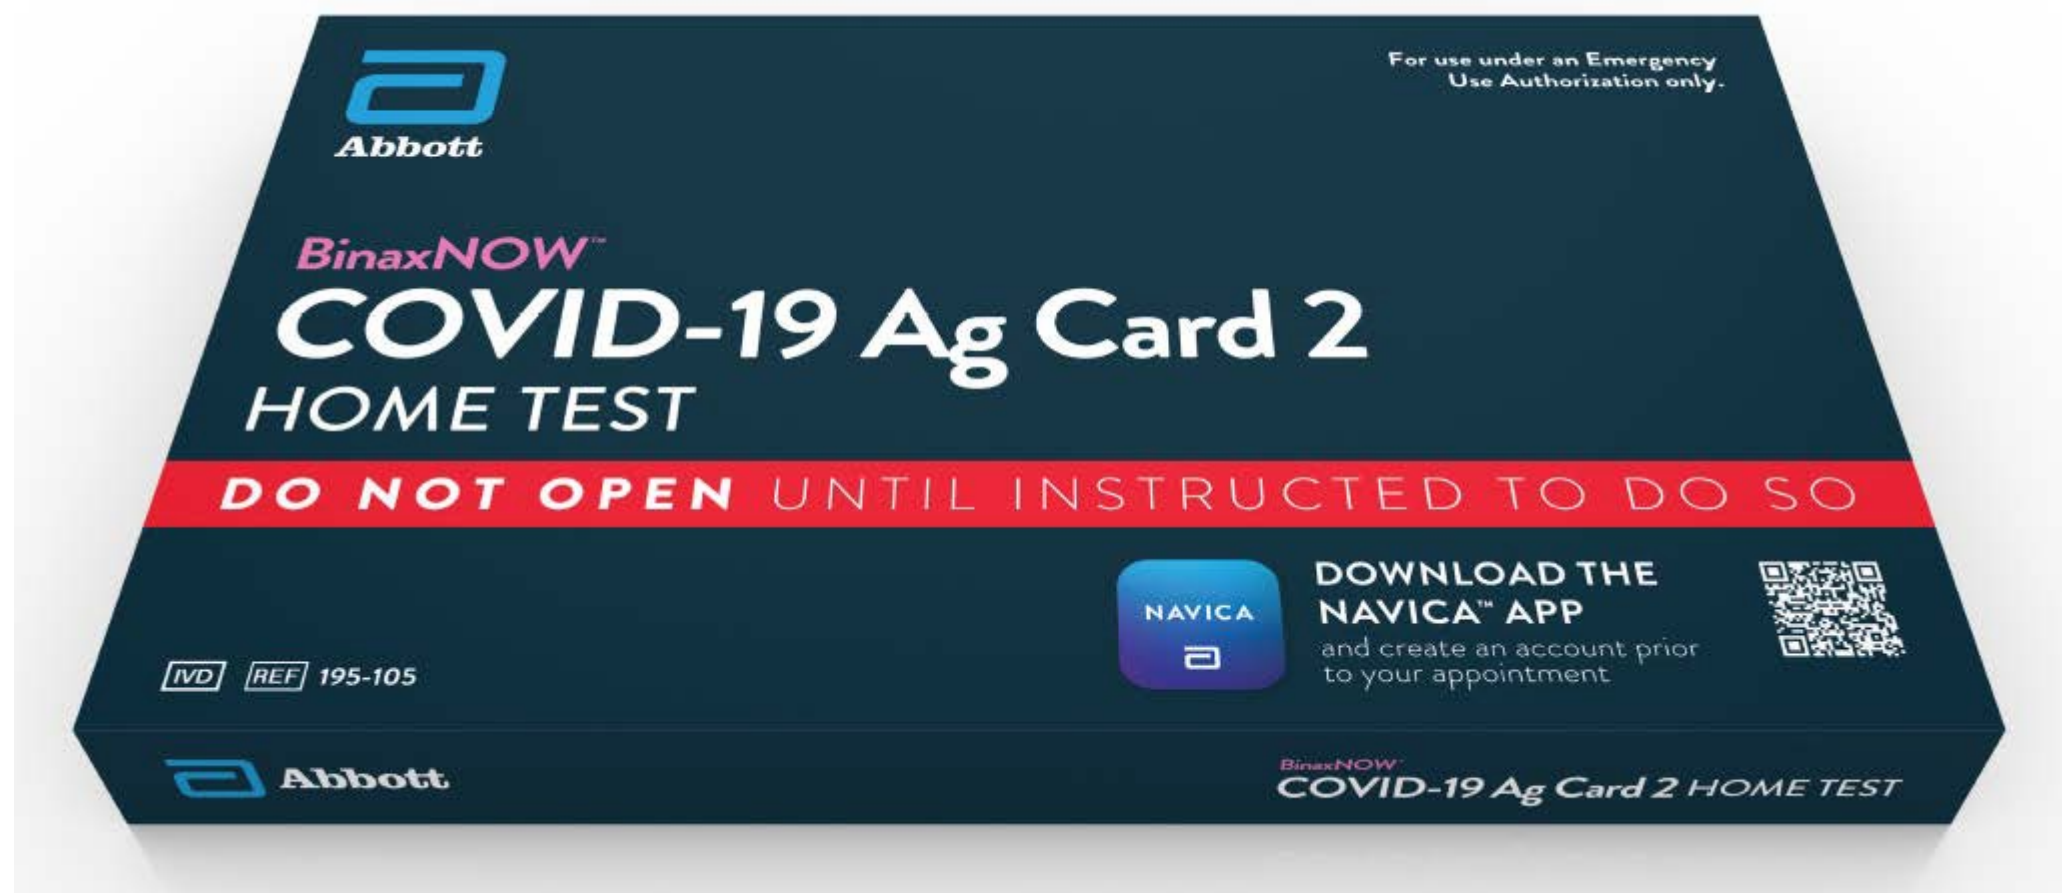 Abbott
For use under an Emergency
Use Authorization only.
BinaxNOW™
COVID-19 Ag Card 2
HOME TEST
DO NOT OPEN UNTIL INSTRUCTED TO DO SO
NAVICA
DOWNLOAD THE
NAVICA™ APP
and create an account prior
to your appointment
IVD REF 195-105
Abbott
BinaxNOW™
COVID-19 Ag Card 2 HOME TEST